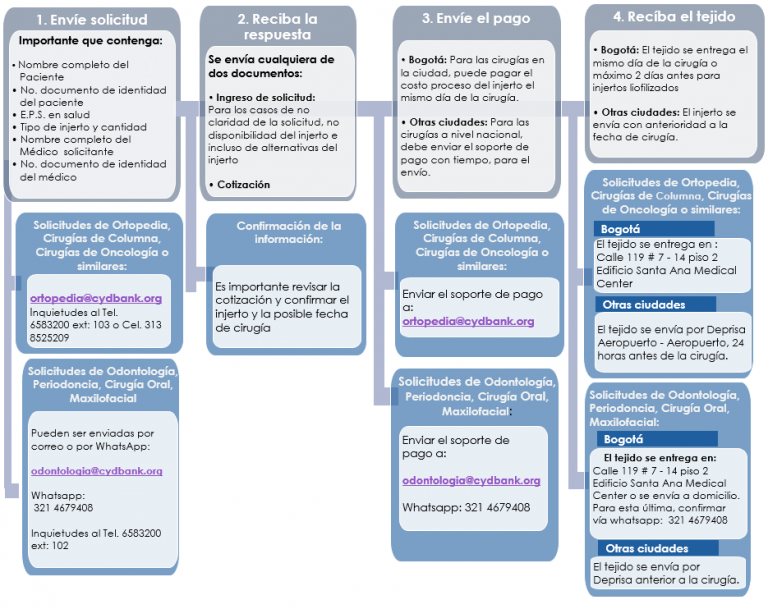 1. Envíe solicitud
Importante que contenga:
• Nombre completo del
Paciente
• No. documento de identidad
del paciente
• E.P.S. en salud
• Tipo de injerto y cantidad
• Nombre completo del
Médico solicitante
• No. documento de identidad
del médico
Solicitudes de Ortopedia,
Cirugías de Columna,
Cirugías de Oncología o
similares:
ortopedia@cydbank.org
Inquietudes al Tel.
6583200 ext: 103 o Cel. 313
8525209
Solicitudes de Odontología,
Periodoncia, Cirugía Oral,
Maxilofacial
Pueden ser enviadas por
correo o por WhatsApp:
odontologia@cydbank.org
Whatsapp:
321 4679408
Inquietudes al Tel. 6583200
ext: 102
2. Reciba la
respuesta
Se envía cualquiera de
dos documentos:
• Ingreso de solicitud:
Para los casos de no
claridad de la solicitud, no
disponibilidad del injerto e
incluso de alternativas del
injerto
• Cotización
Confirmación de la
información:
Es importante revisar la
cotización y confirmar el
injerto y la posible fecha
de cirugía
3. Envíe el pago
• Bogotá: Para las cirugías en
la ciudad, puede pagar el
costo proceso del injerto el
mismo día de la cirugía.
• Otras ciudades: Para las
cirugías a nivel nacional,
debe enviar el soporte de
pago con tiempo, para el
envío.
Solicitudes de Ortopedia,
Cirugías de Columna,
Cirugías de Oncología o
similares:
Enviar el soporte de pago
a:
ortopedia@cydbank.org
Solicitudes de Odontología,
Periodoncia, Cirugía Oral,
Maxilofacial:
Enviar el soporte de
pago a:
odontologia@cydbank.org
Whatsapp: 321 4679408
4. Recíba el tejido
• Bogotá: El tejido se entrega el
mismo día de la cirugía o
máximo 2 días antes para
injertos liofilizados
• Otras ciudades: El injerto se
envía con anterioridad a la
fecha de cirugía.
Solicitudes de Ortopedia,
Cirugías de Columna, Cirugías
de Oncología o similares:
Bogotá
El tejido se entrega en :
Calle 119 # 7 - 14 piso 2
Edificio Santa Ana Medical
Center
Otras ciudades
El tejido se envía por Deprisa
Aeropuerto - Aeropuerto, 24
horas antes de la cirugía.
Solicitudes de Odontología,
Periodoncia, Cirugía Oral,
Maxilofacial:
Bogotá
El tejido se entrega en:
Calle 119 # 7 - 14 piso 2
Edificio Santa Ana Medical
Center o se envía a domicilio.
Para esta última, confirmar
vía whatsapp: 321 4679408
Otras ciudades
El tejido se envía por
Deprisa anterior a la cirugía.